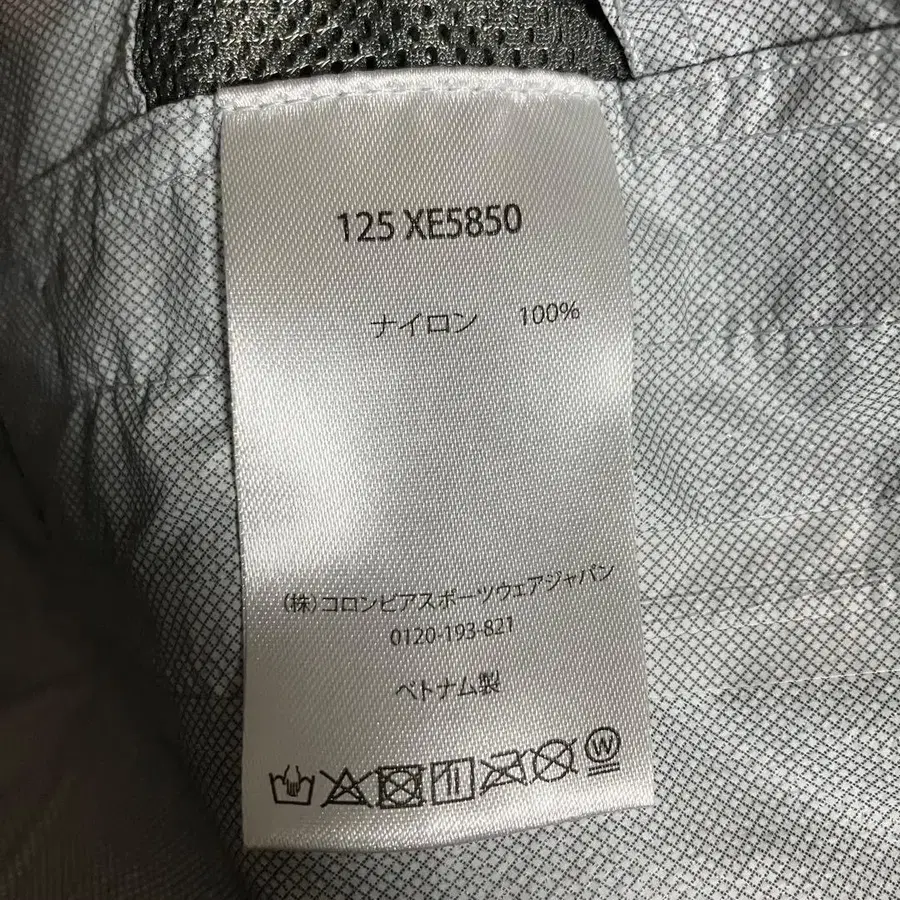 125 XE5850
ナイロン 100%
(株)コロンビアスポーツウェアジャパン
0120-193-821
ベトナム製
W